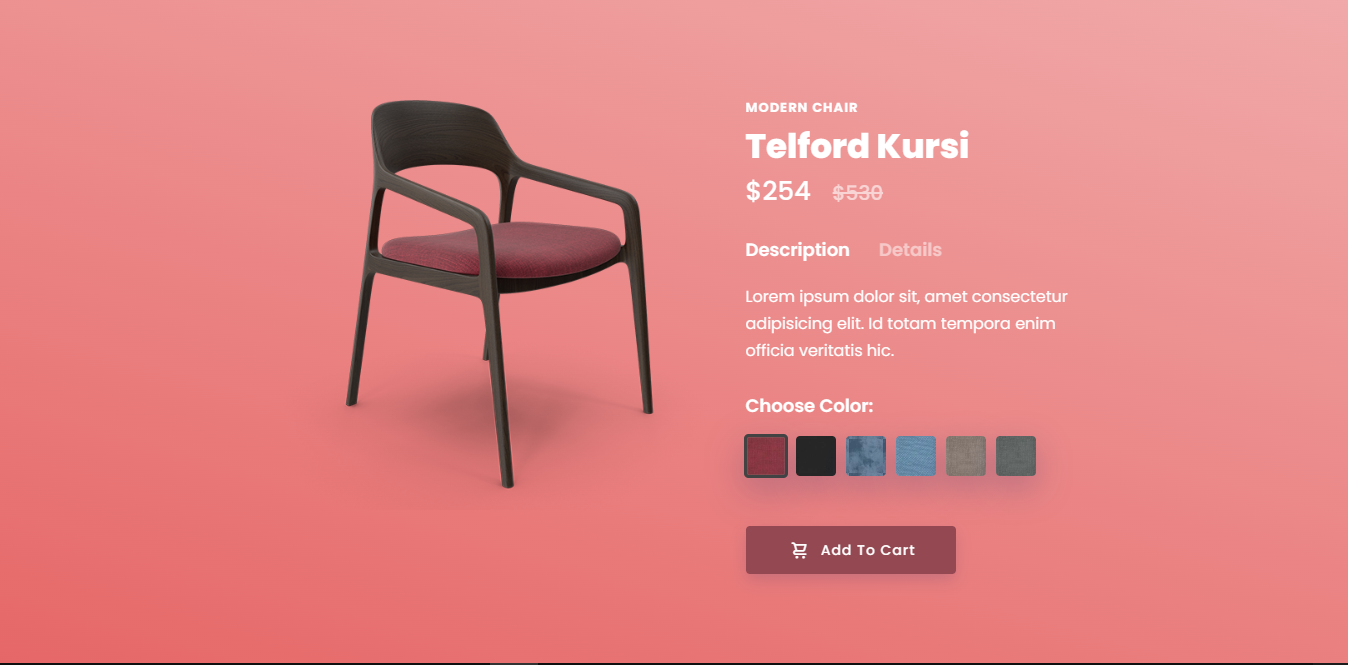 MODERN CHAIR
Telford Kursi
$254 $530
Description Details
Lorem ipsum dolor sit, amet consectetur
adipisicing elit. Id totam tempora enim
officia veritatis hic.
Choose Color:
Add To Cart